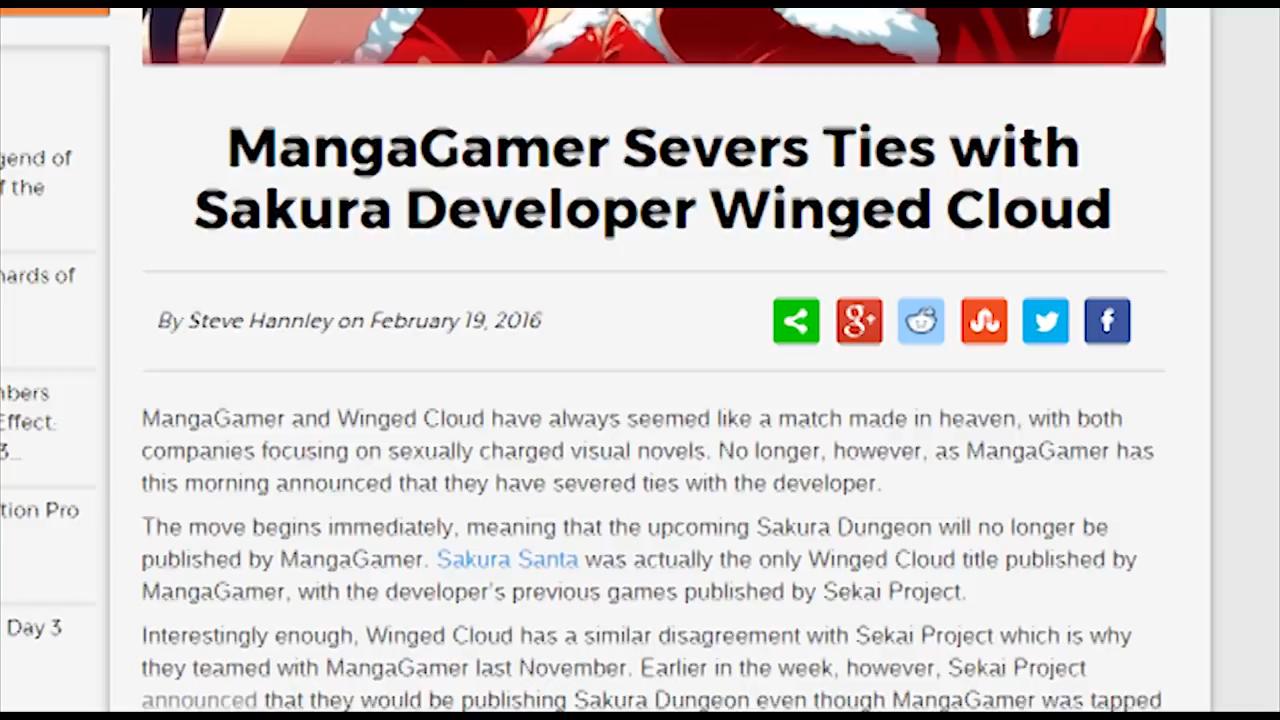 MangaGamer Severs Ties with
Sakura Developer Winged Cloud
By Steve Hannley on February 19, 2016
MangaGamer and Winged Cloud have always seemed like a match made in heaven, with both
companies focusing on sexually charged visual novels. No longer, however, as MangaGamer has
this morning announced that they have severed ties with the developer.
The move begins immediately, meaning that the upcoming Sakura Dungeon will no longer be
published by MangaGamer. Sakura Santa was actually the only Winged Cloud title published by
MangaGamer, with the developer's previous games published by Sekai Project.
Interestingly enough, Winged Cloud has a similar disagreement with Sekai Project which is why
they teamed with MangaGamer last November. Earlier in the week, however, Sekai Project
announced that they would be publishing Sakura Dungeon even though MangaGamer was tapped
of
the
of
Effect:
3...
Pro
Day 3